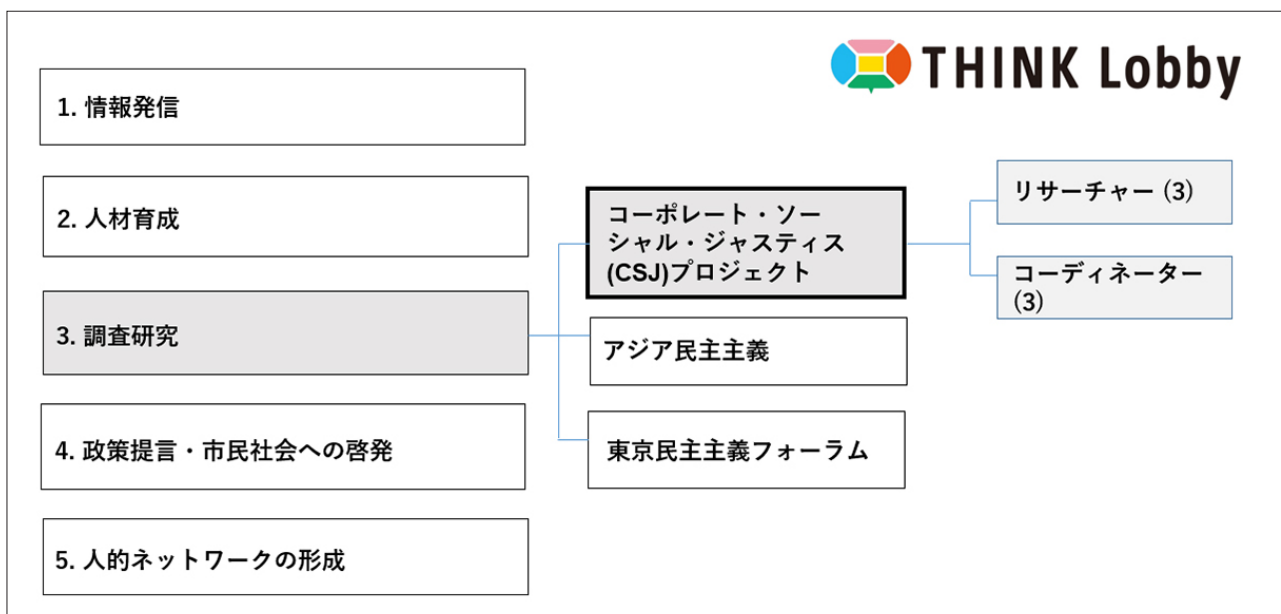 THINK Lobby
1. 情報発信
2. 人材育成
3. 調査研究
4. 政策提言・市民社会への啓発
5. 人的ネットワークの形成
コーポレート・ソー
シャル・ジャスティス
(CSJ)プロジェクト
アジア民主主義
東京民主主義フォーラム
リサーチャー (3)
コーディネーター
(3)